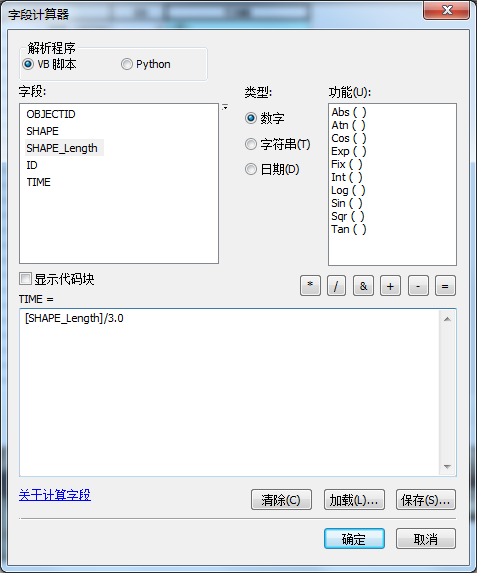 字段计算器
解析程序
VB 脚本
Python
字段:
类型:
功能(U):
OBJECTID
SHAPE
SHAPE_Length
ID
TIME
数字
字符串(T)
日期(D)
Abs ( )
Atn ( )
Cos ( )
Exp ( )
Fix ( )
Int ( )
Log ( )
Sin ( )
Sqr ( )
Tan ( )
显示代码块
* / & + - =
TIME =
[SHAPE_Length]/3.0
关于计算字段
清除(C)
加载(L)...
保存(S)...
确定
取消